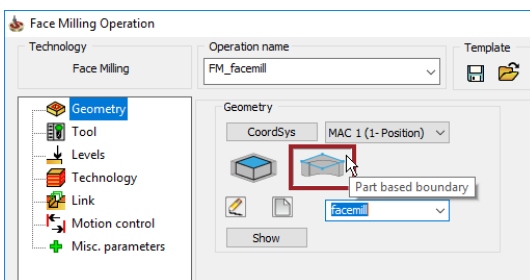 Face Milling Operation
Technology
Face Milling
Operation name
FM_facemill
Template
Geometry
Tool
Levels
Technology
Link
Motion control
Misc. parameters
Geometry
CoordSys
MAC 1 (1- Position)
Part based boundary
facemill
Show